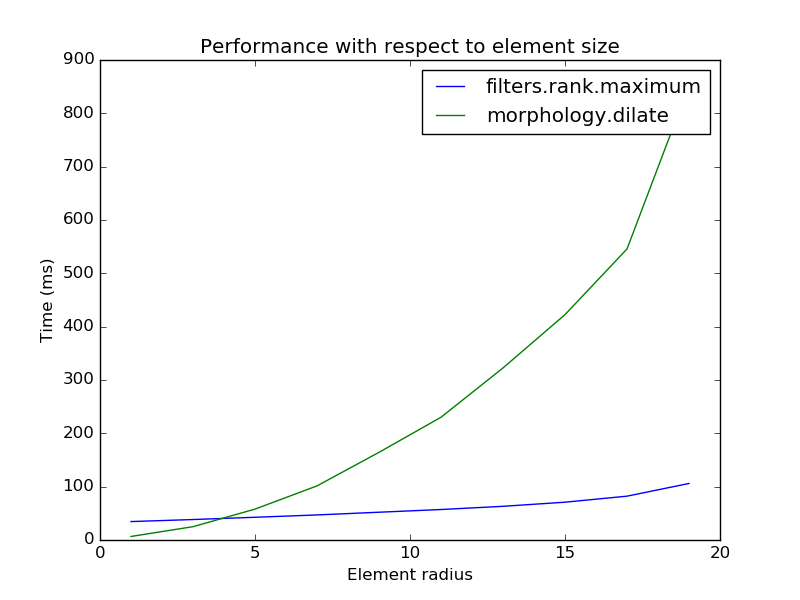 Performance with respect to element size
900
800
700
600
500
400
300
200
100
0
Time (ms)
filters.rank.maximum
morphology.dilate
0 5 10 15 20
Element radius